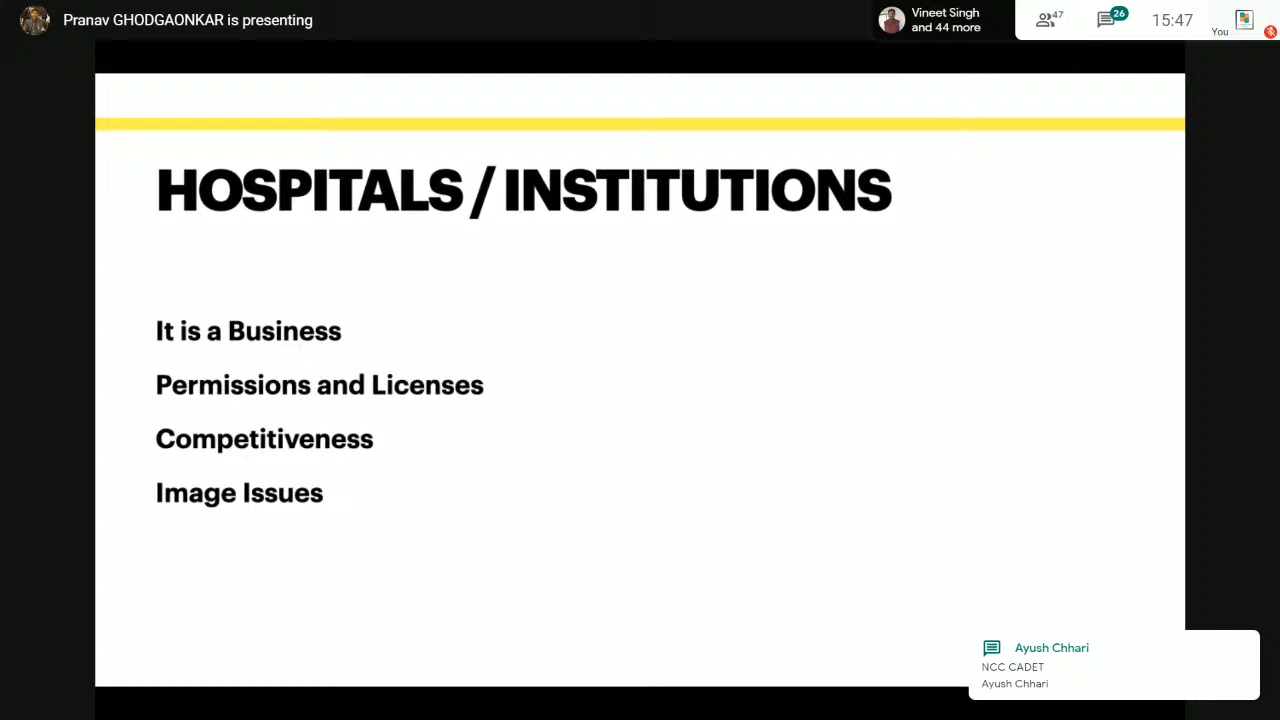 Pranav GHODGAONKAR is presenting
Vineet Singh
and 44 more
47
26
15:47
You
HOSPITALS / INSTITUTIONS
It is a Business
Permissions and Licenses
Competitiveness
Image Issues
Ayush Chhari
NCC CADET
Ayush Chhari